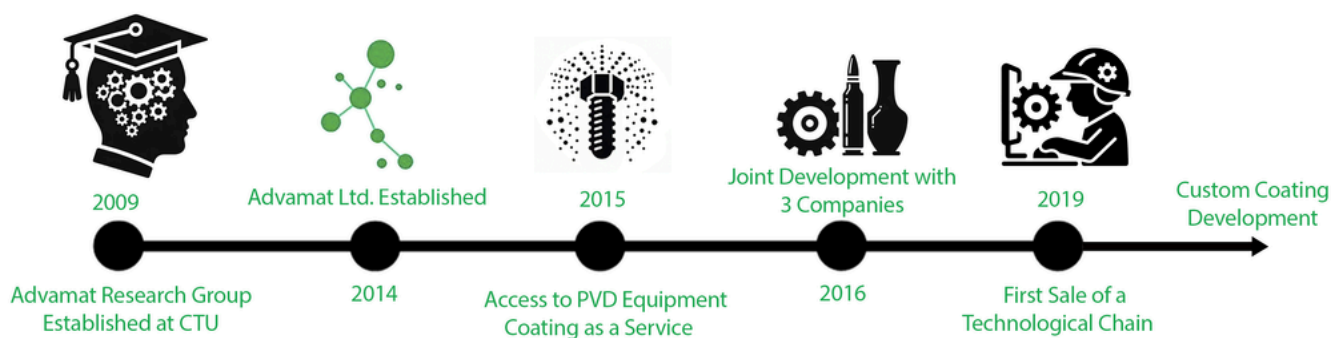 2009
Advamat Research Group
Established at CTU
Advamat Ltd. Established
2014
2015
Access to PVD Equipment
Coating as a Service
Joint Development with
3 Companies
2016
2019
First Sale of a
Technological Chain
Custom Coating
Development